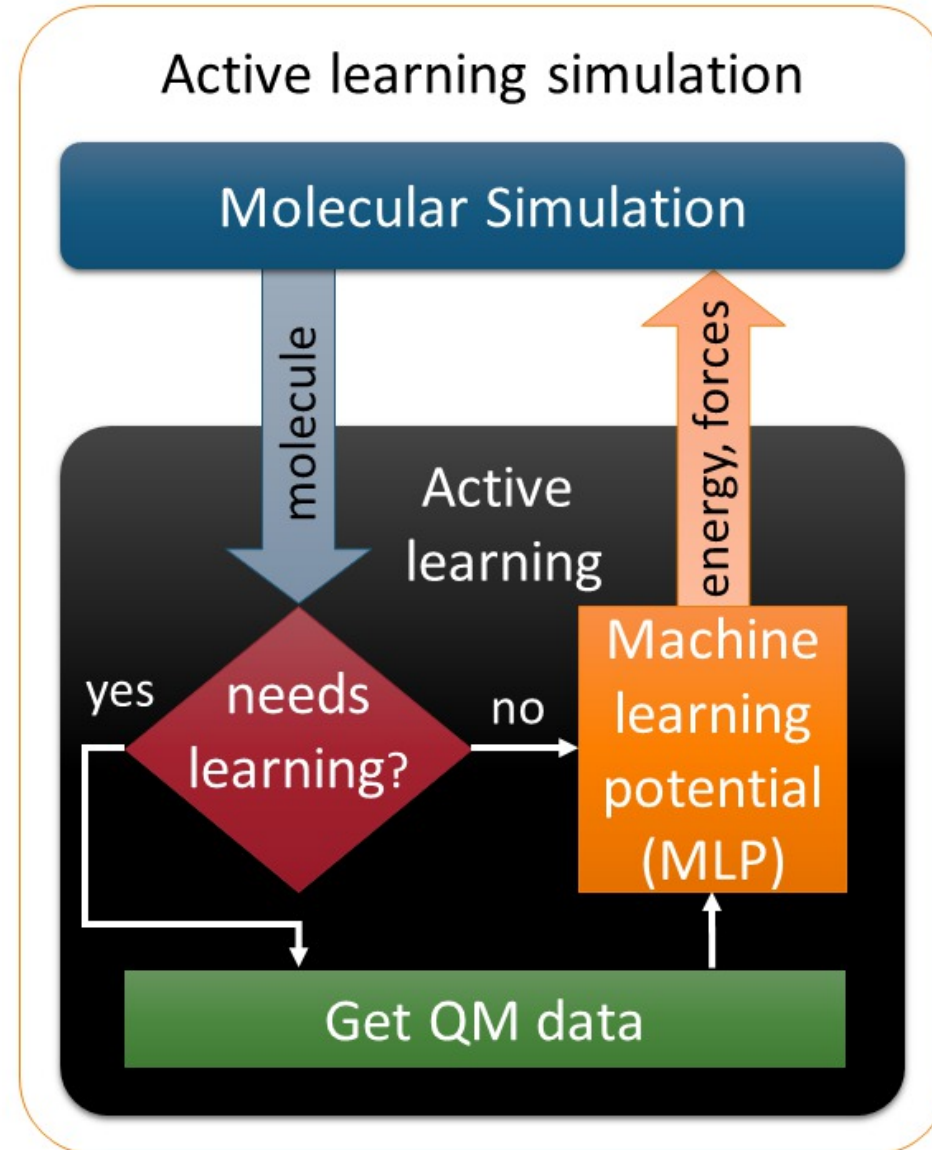 Active learning simulation
Molecular Simulation
molecule
energy, forces
Active
learning
yes
needs
learning?
no
Machine
learning
potential
(MLP)
Get QM data